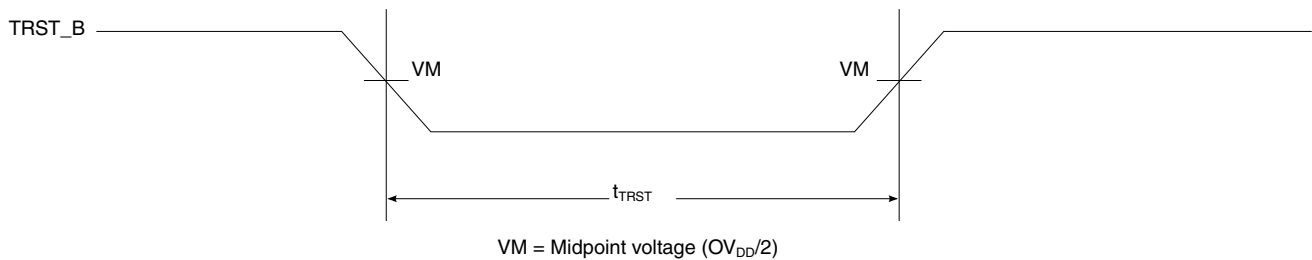 TRST_B
VM
VM
tTRST
VM = Midpoint voltage (OVDD/2)